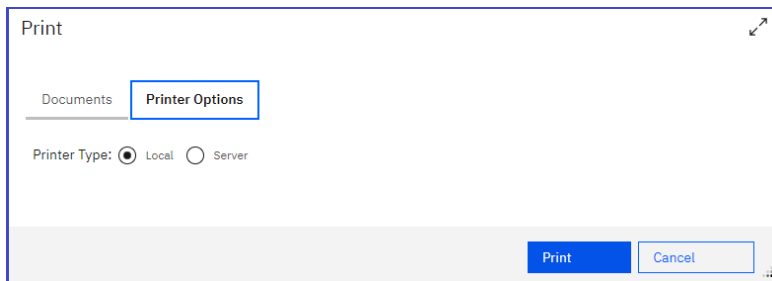 Print
Documents Printer Options
Printer Type: Local Server
Print Cancel